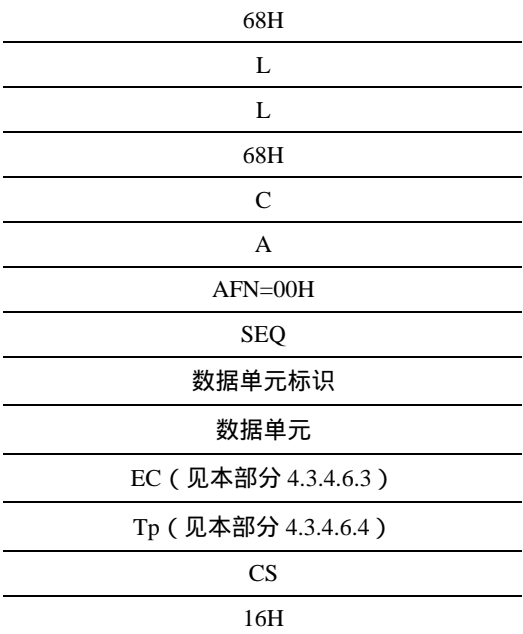 68H
L
L
68H
C
A
AFN=00H
SEQ
数据单元标识
数据单元
EC（见本部分 4.3.4.6.3）
Tp（见本部分 4.3.4.6.4）
CS
16H